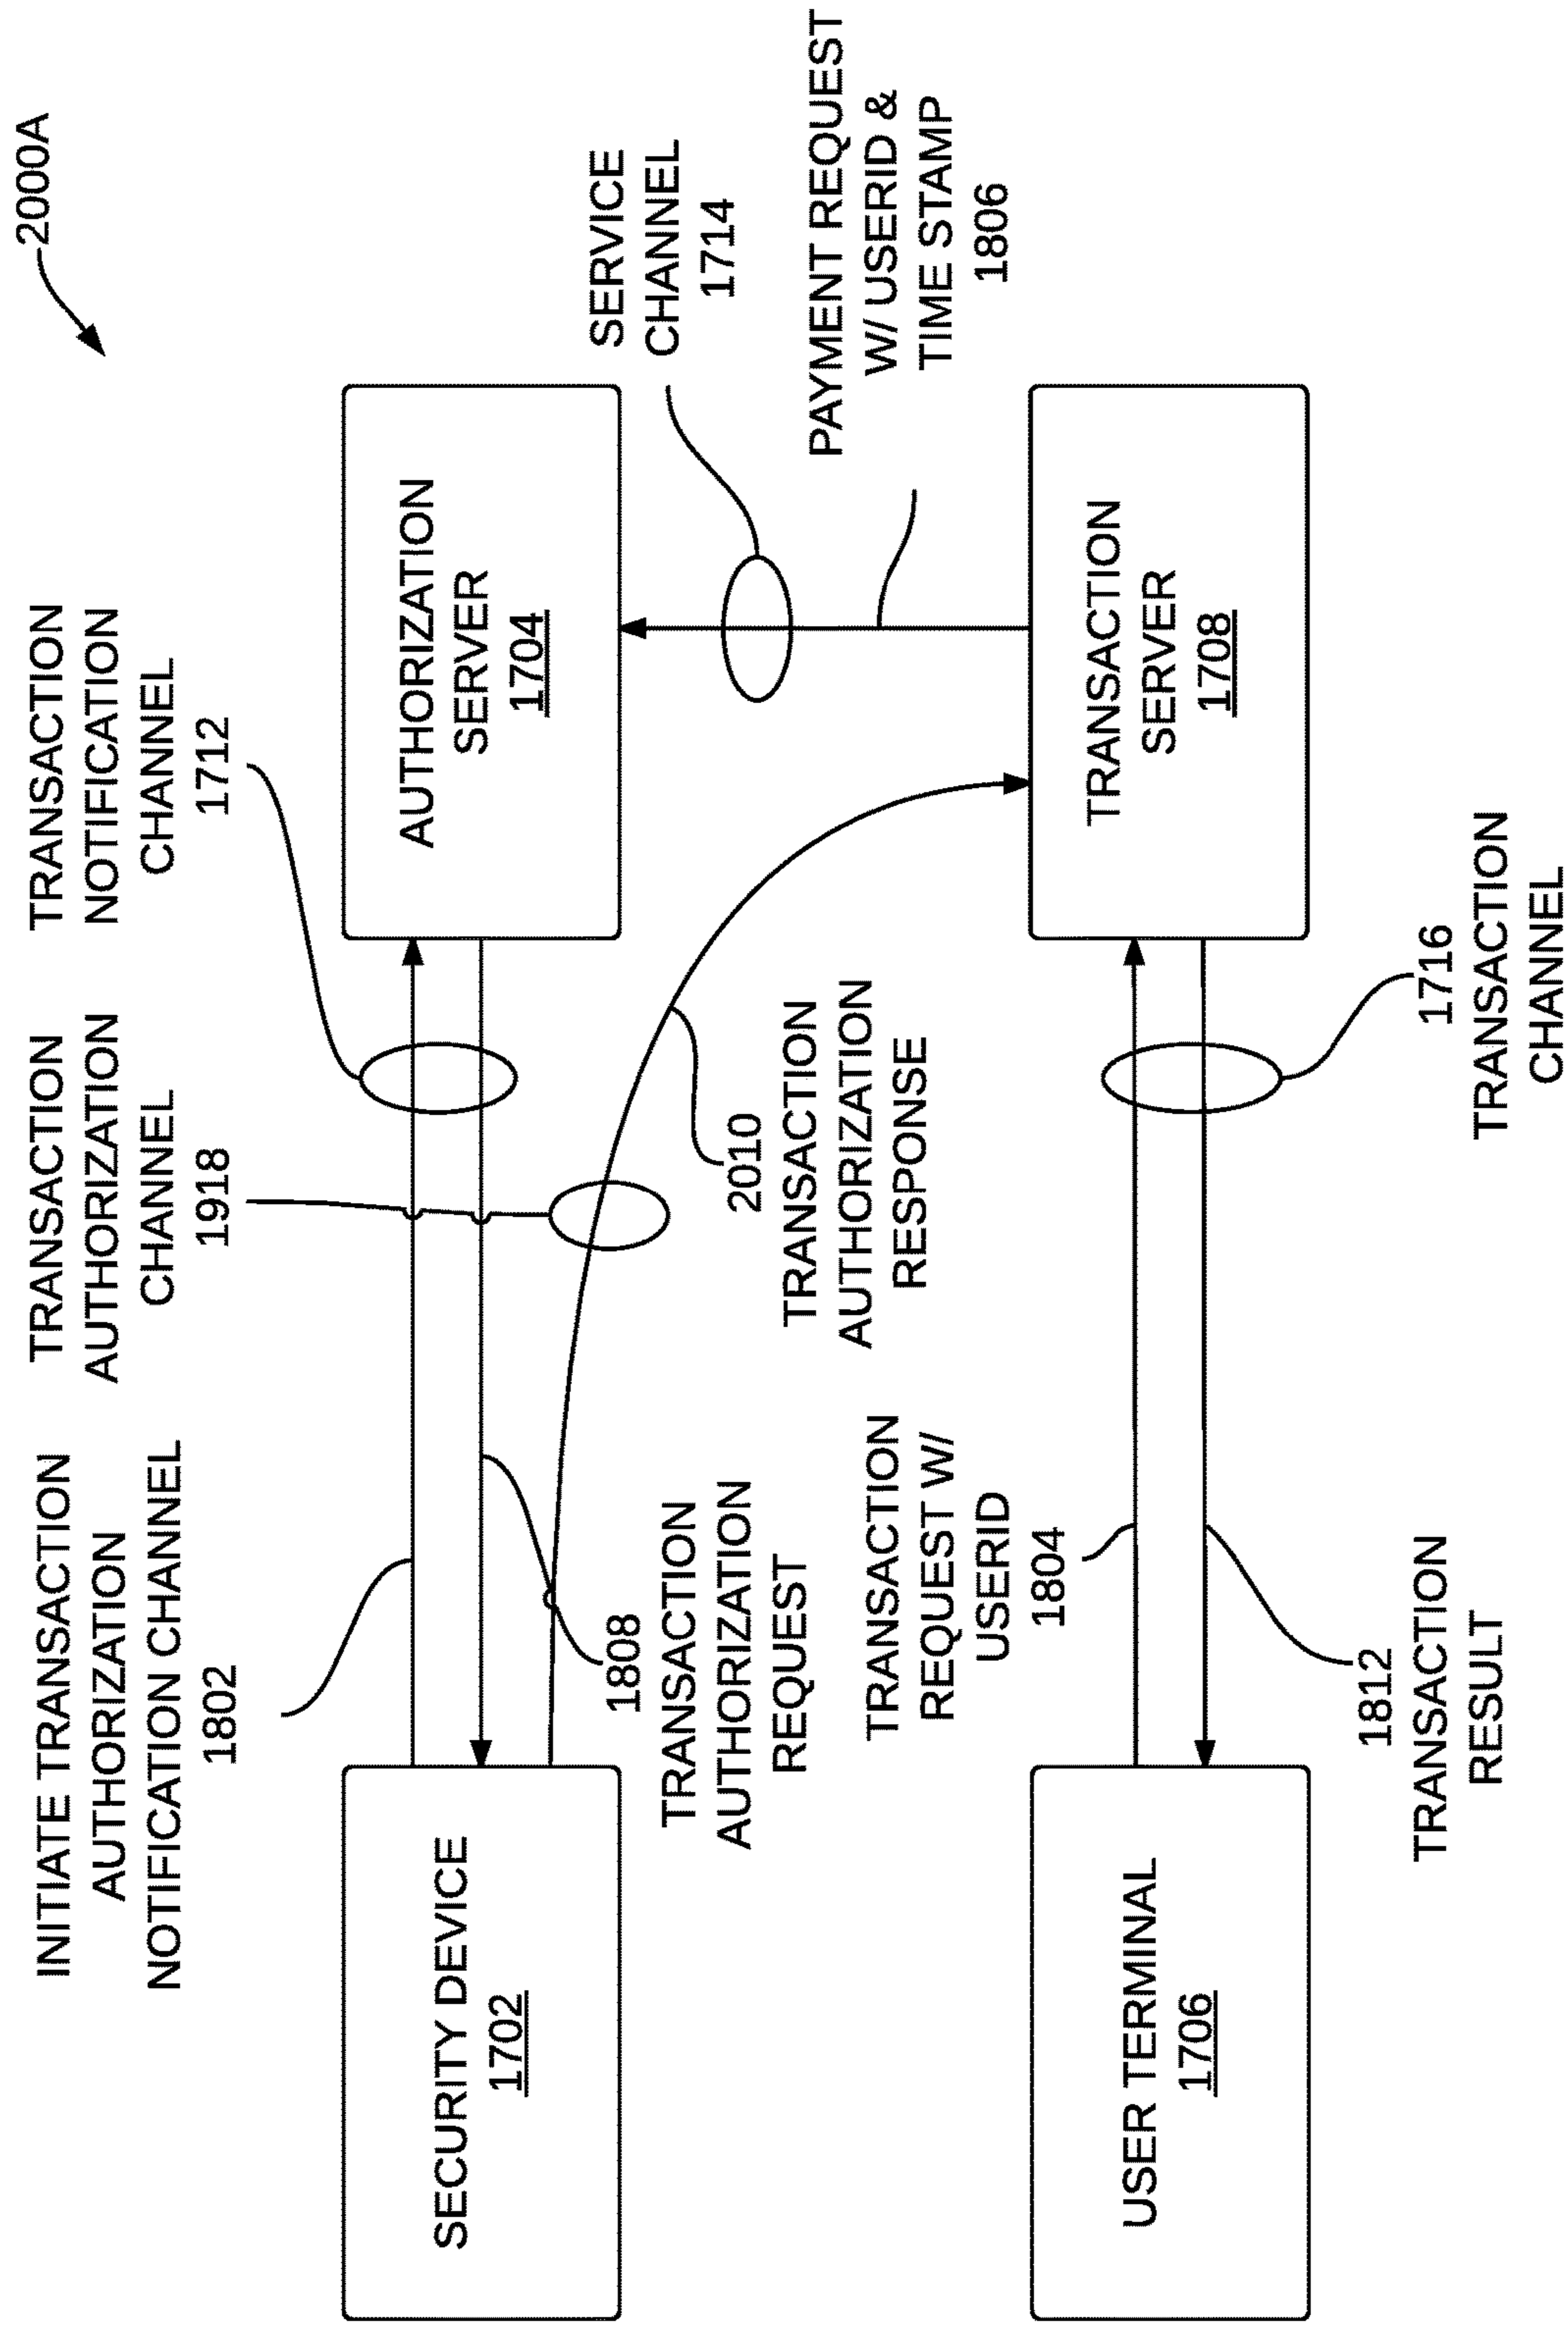 2000A
INITIATE TRANSACTION
AUTHORIZATION
NOTIFICATION CHANNEL
1802
TRANSACTION
AUTHORIZATION
CHANNEL
1918
TRANSACTION
NOTIFICATION
CHANNEL
1712
SECURITY DEVICE
1702
AUTHORIZATION
SERVER
1704
SERVICE
CHANNEL
1714
1808
TRANSACTION
AUTHORIZATION
REQUEST
2010
TRANSACTION
AUTHORIZATION
RESPONSE
PAYMENT REQUEST
W/ USERID &
TIME STAMP
1806
TRANSACTION
REQUEST W/
USERID
1804
USER TERMINAL
1706
TRANSACTION
SERVER
1708
1812
TRANSACTION
RESULT
1716
TRANSACTION
CHANNEL